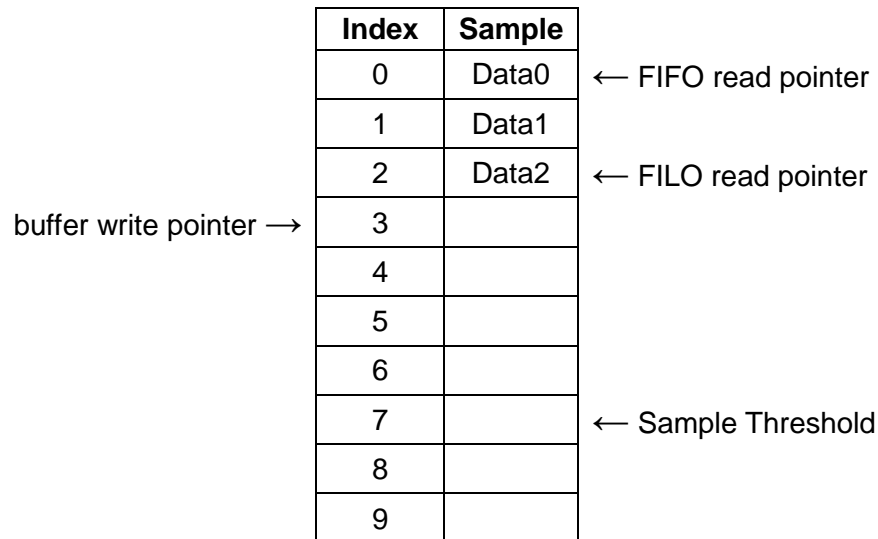 Index Sample
0 Data0 ← FIFO read pointer
1 Data1
2 Data2 ← FILO read pointer
buffer write pointer → 3
4
5
6
7 ← Sample Threshold
8
9